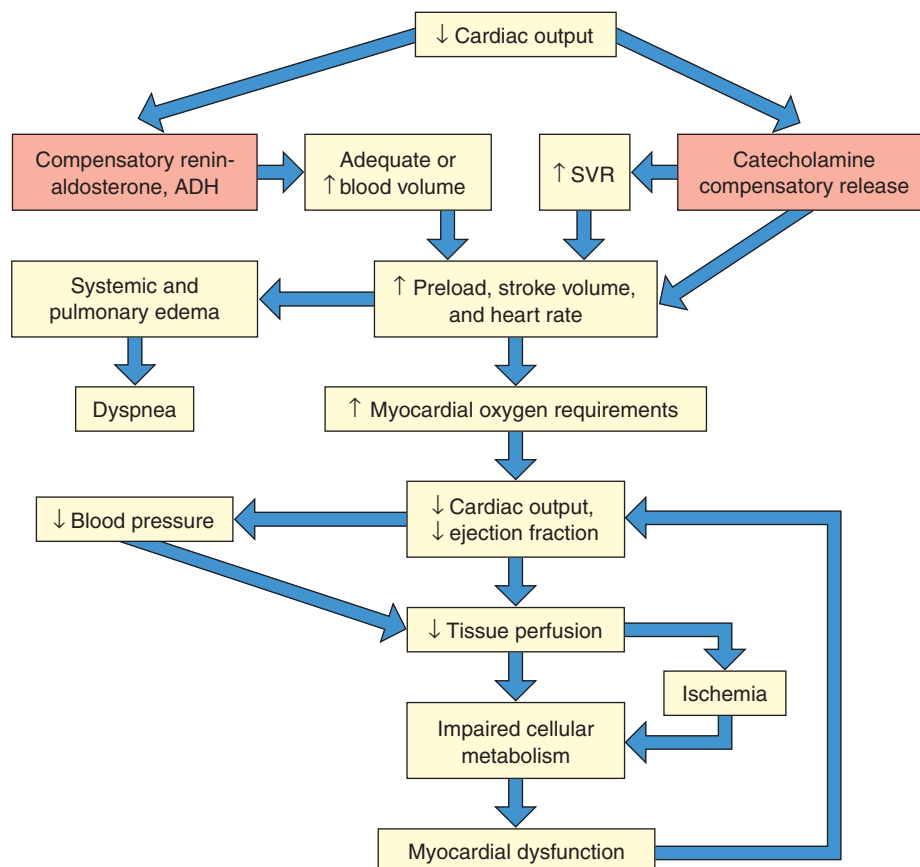 ↓ Cardiac output
Compensatory renin-
aldosterone, ADH
Adequate or
↑ blood volume
↑ SVR
Catecholamine
compensatory release
Systemic and
pulmonary edema
↑ Preload, stroke volume,
and heart rate
Dyspnea
↑ Myocardial oxygen requirements
↓ Blood pressure
↓ Cardiac output,
↓ ejection fraction
↓ Tissue perfusion
Ischemia
Impaired cellular
metabolism
Myocardial dysfunction